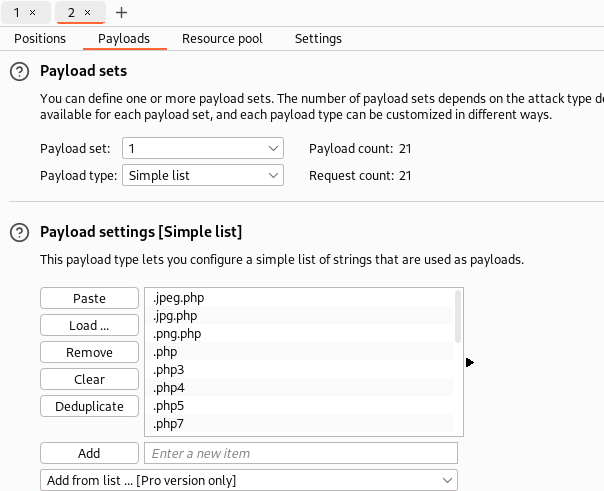 1 × 2 × +
Positions Payloads Resource pool Settings
? Payload sets
You can define one or more payload sets. The number of payload sets depends on the attack type de
available for each payload set, and each payload type can be customized in different ways.
Payload set: 1 Payload count: 21
Payload type: Simple list Request count: 21
? Payload settings [Simple list]
This payload type lets you configure a simple list of strings that are used as payloads.
Paste .jpeg.php
Load ... .jpg.php
.png.php
Remove .php
.php3
Clear .php4
Deduplicate .php5
.php7
Add Enter a new item
Add from list ... [Pro version only]